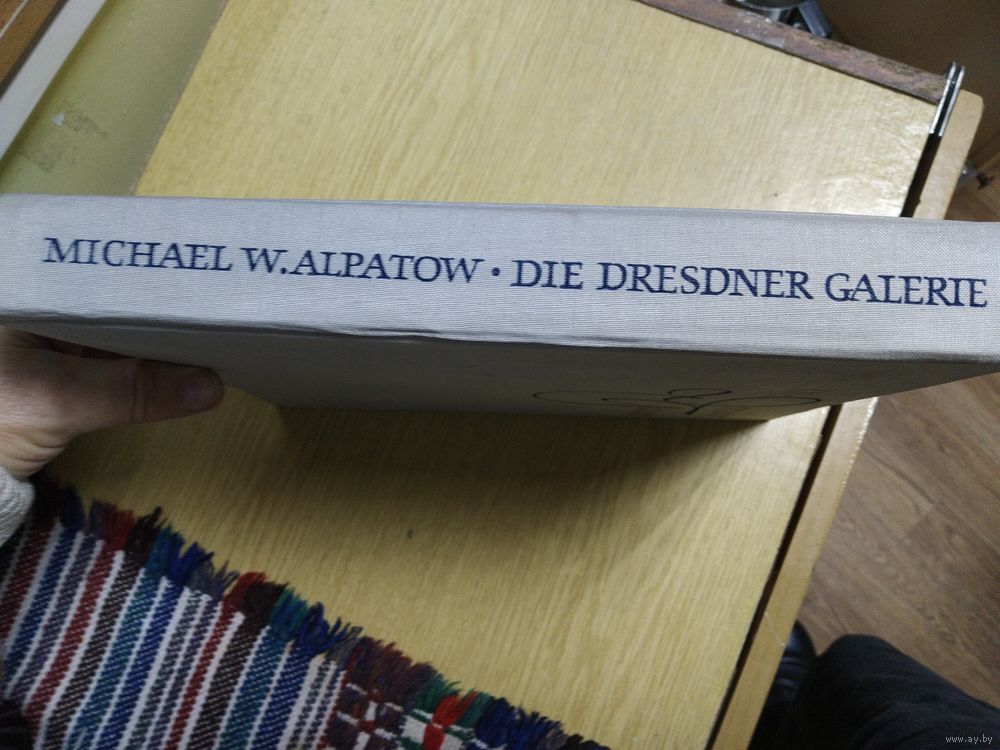 MICHAEL W. ALPATOW • DIE DRESDNER GALERIE
www.ay.by